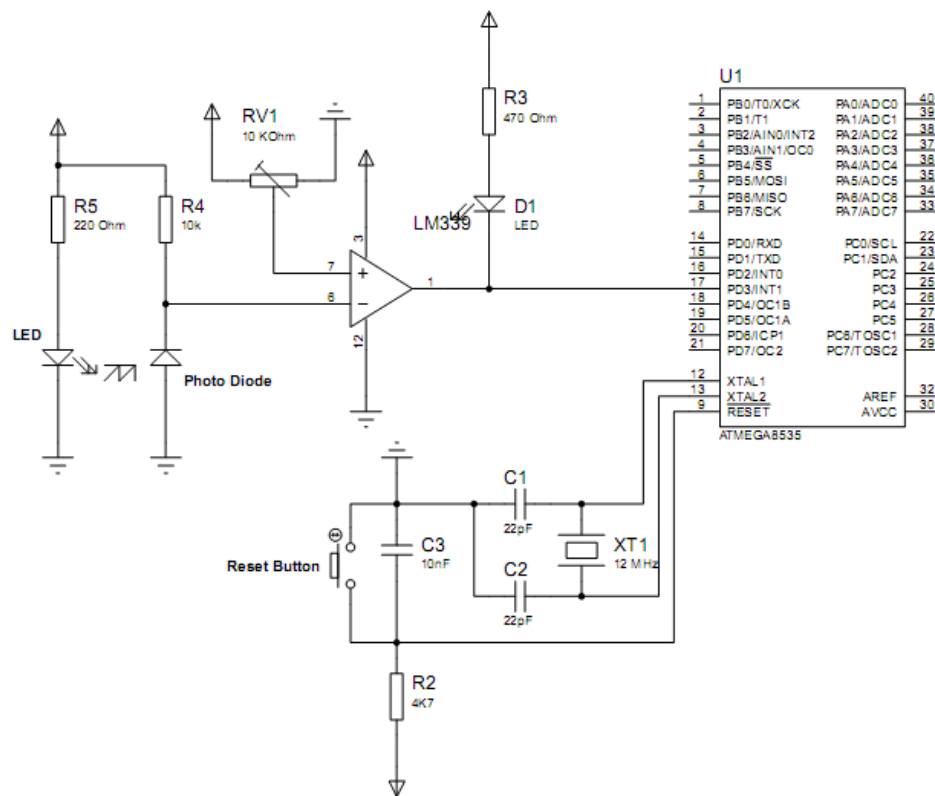 U1
R3
470 Ohm
RV1
10 KOhm
R5
220 Ohm
R4
10k
LM339
D1
LED
3
7
6
1
12
+
−
LED
Photo Diode
1 PB0/T0/XCK PA0/ADC0 40
2 PB1/T1 PA1/ADC1 39
3 PB2/AIN0/INT2 PA2/ADC2 38
4 PB3/AIN1/OC0 PA3/ADC3 37
5 PB4/SS PA4/ADC4 36
6 PB5/MOSI PA5/ADC5 35
7 PB6/MISO PA6/ADC6 34
8 PB7/SCK PA7/ADC7 33
14 PD0/RXD PC0/SCL 22
15 PD1/TXD PC1/SDA 23
16 PD2/INT0 PC2 24
17 PD3/INT1 PC3 25
18 PD4/OC1B PC4 26
19 PD5/OC1A PC5 27
20 PD6/ICP1 PC6/TOSC1 28
21 PD7/OC2 PC7/TOSC2 29
12 XTAL1
13 XTAL2 AREF 32
9 RESET AVCC 30
ATMEGA8535
C1
22pF
C3
10nF
XT1
12 MHz
Reset Button
C2
22pF
R2
4K7